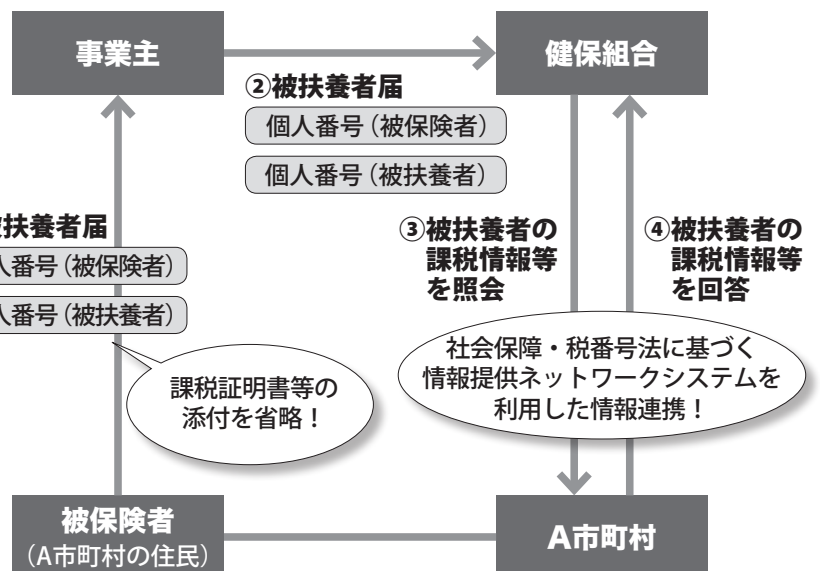 事業主
健保組合
②被扶養者届
個人番号（被保険者）
個人番号（被扶養者）
扶養者届
人番号（被保険者）
人番号（被扶養者）
③被扶養者の
課税情報等
を照会
④被扶養者の
課税情報等
を回答
課税証明書等の
添付を省略！
社会保障・税番号法に基づく
情報提供ネットワークシステムを
利用した情報連携！
被保険者
（A市町村の住民）
A市町村